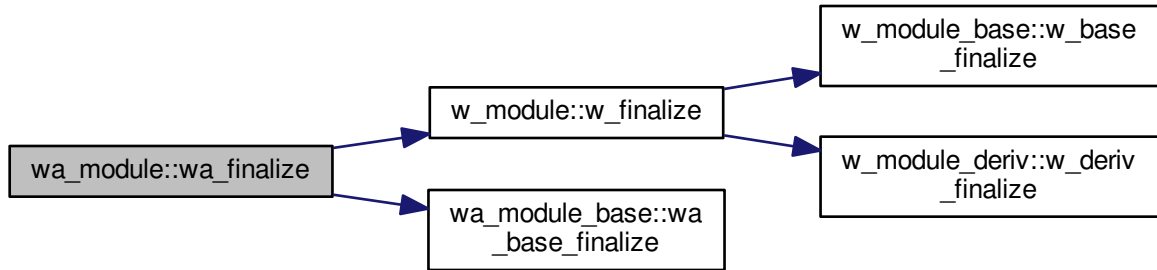 wa_module::wa_finalize
w_module::w_finalize
wa_module_base::wa
_base_finalize
w_module_base::w_base
_finalize
w_module_deriv::w_deriv
_finalize